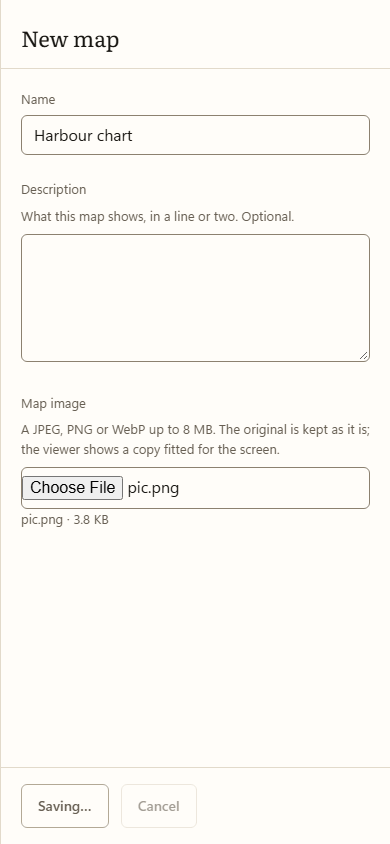 New map
Name
Harbour chart
Description
What this map shows, in a line or two. Optional.
Map image
A JPEG, PNG or WebP up to 8 MB. The original is kept as it is;
the viewer shows a copy fitted for the screen.
Choose File pic.png
pic.png · 3.8 KB
Saving... Cancel